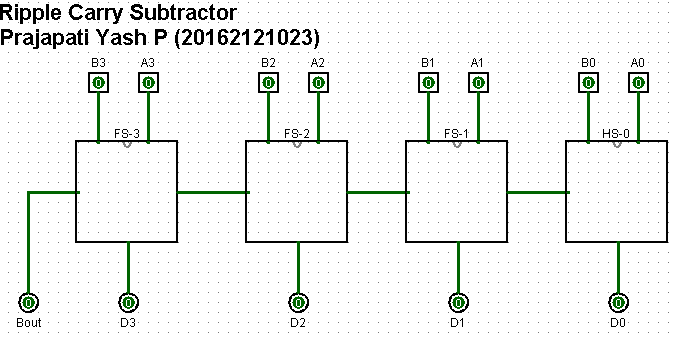 Ripple Carry Subtractor
Prajapati Yash P (20162121023)
B3 A3 B2 A2 B1 A1 B0 A0
0 0 0 0 0 0 0 0
FS-3 FS-2 FS-1 HS-0
0 0 0 0 0
Bout D3 D2 D1 D0